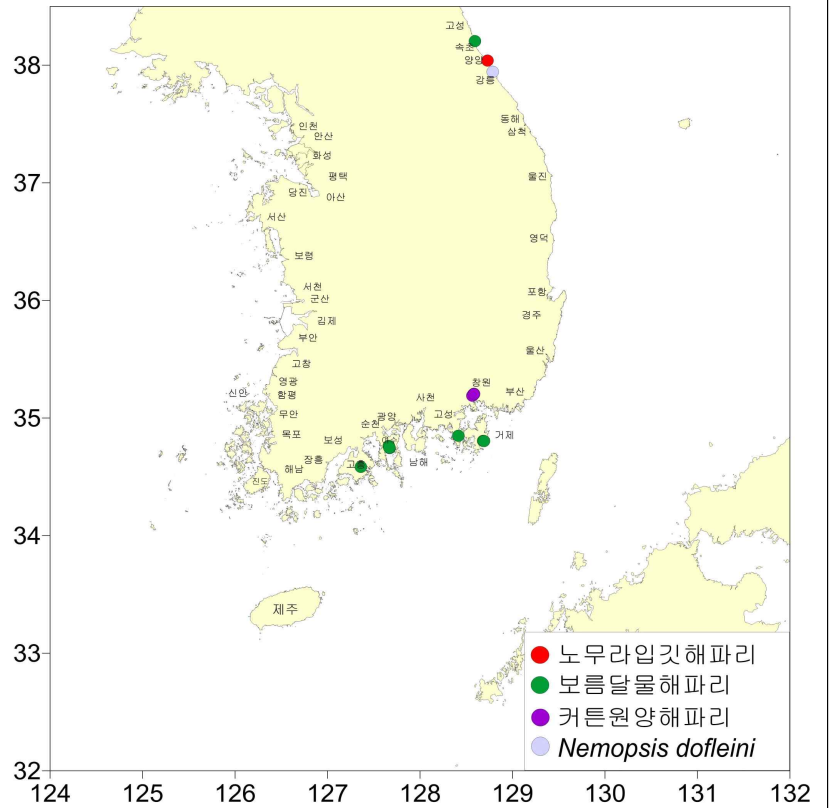 고성
속초
38
양양
강릉
동해
삼척
인천
안산
화성
37
평택
울진
당진
아산
서산
영덕
보령
서천
포항
36
군산
김제
경주
부안
울산
고창
영광
창원
신안
함평
사천
부산
35
무안
광양
고성
순천
목포
보성
거제
장흥
남해
해남
진도
34
제주
33
노무라입깃해파리
보름달물해파리
커튼원양해파리
Nemopsis dofleini
32
124 125 126 127 128 129 130 131 132